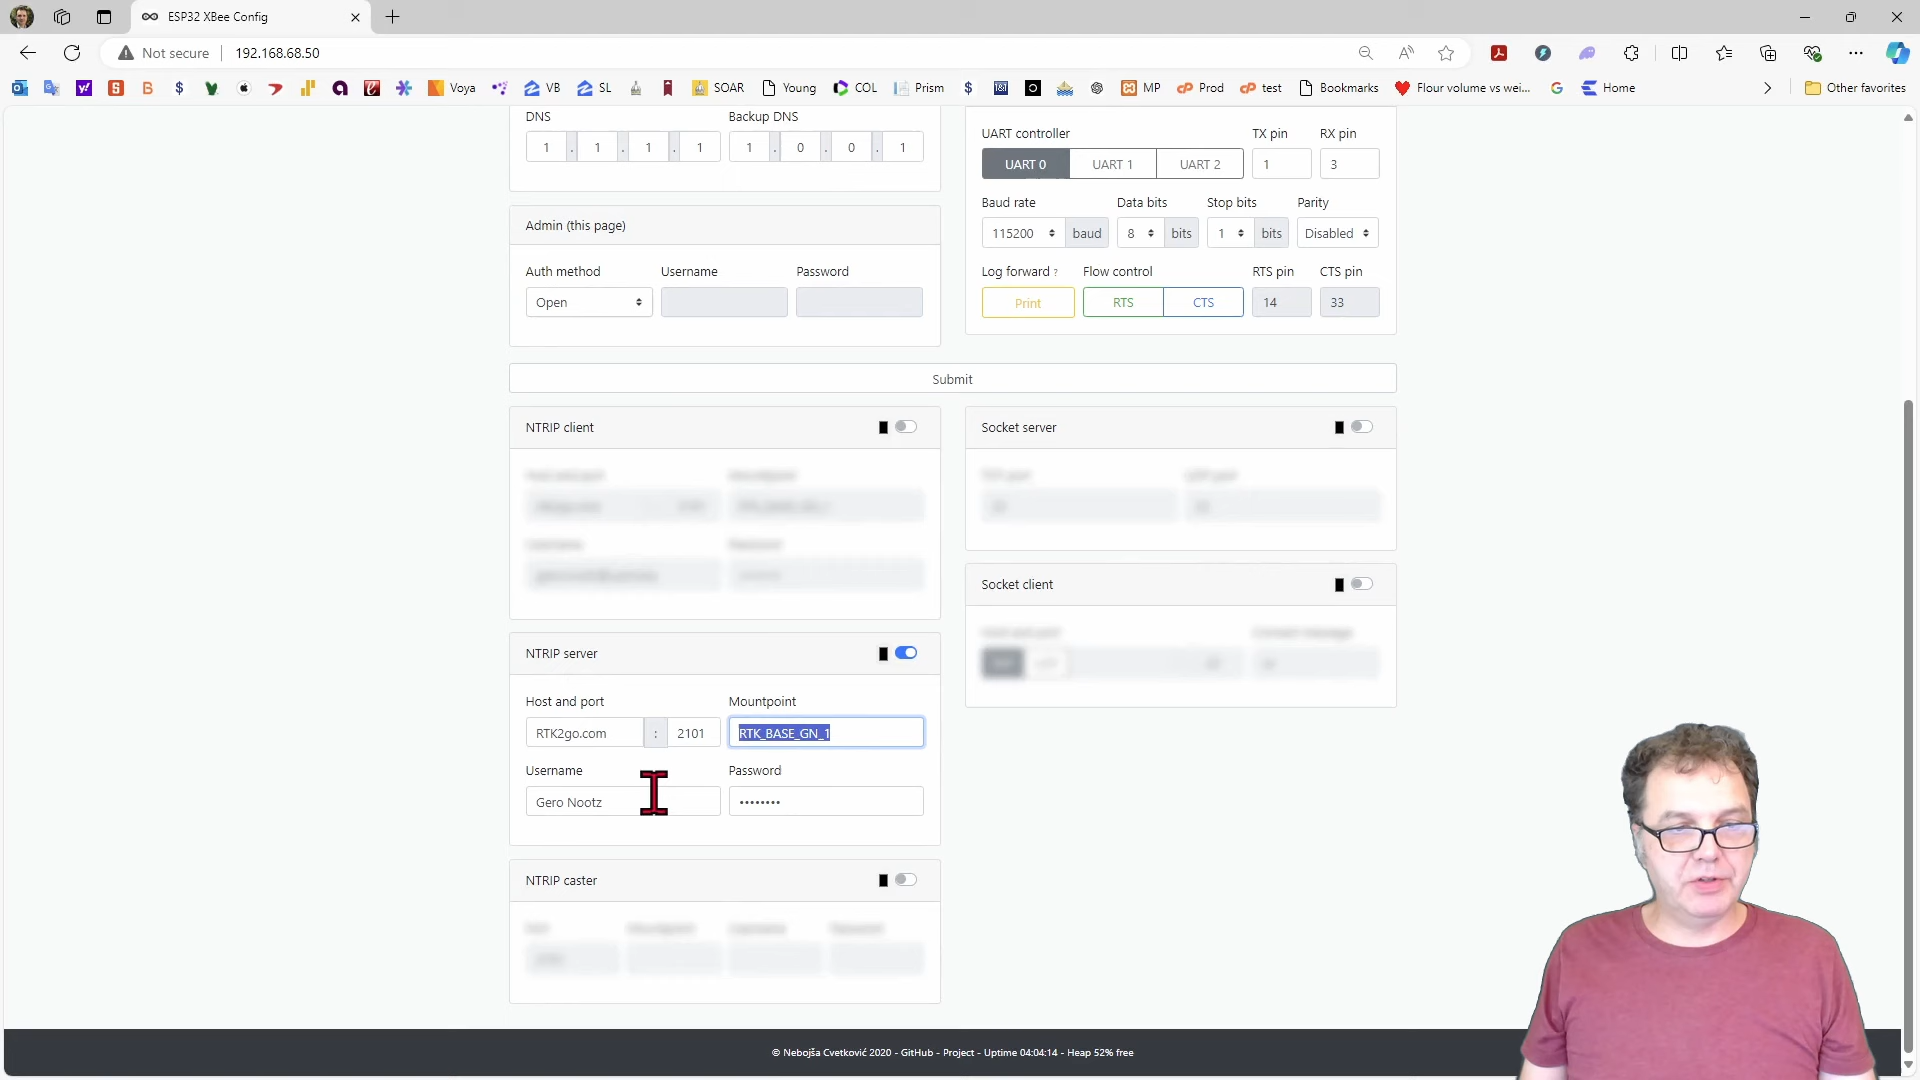 ESP32 XBee Config
Not secure
192.168.68.50
Voya
VB
SL
SOAR
Young
COL
Prism
MP
Prod
test
Bookmarks
Flour volume vs wei...
Home
Other favorites
DNS
Backup DNS
1 . 1 . 1 . 1
1 . 0 . 0 . 1
UART controller
TX pin
RX pin
UART 0
UART 1
UART 2
1
3
Baud rate
Data bits
Stop bits
Parity
115200
baud
8
bits
1
bits
Disabled
Admin (this page)
Auth method
Username
Password
Open
Log forward ?
Flow control
RTS pin
CTS pin
Print
RTS
CTS
14
33
Submit
NTRIP client
Socket server
Socket client
NTRIP server
Host and port
Mountpoint
RTK2go.com
:
2101
RTK_BASE_GN_1
Username
Password
Gero Nootz
••••••••
NTRIP caster
© Nebojša Cvetković 2020 - GitHub - Project - Uptime 04:04:14 - Heap 52% free